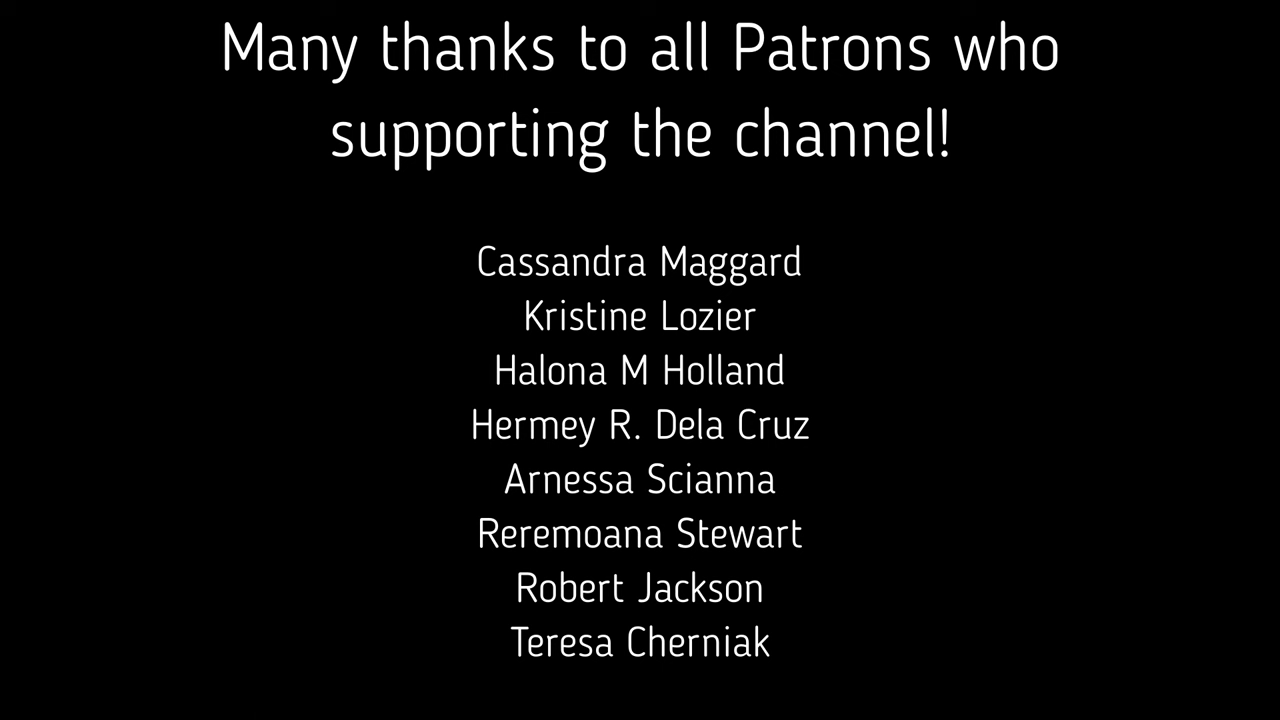 Many thanks to all Patrons who
supporting the channel!
Cassandra Maggard
Kristine Lozier
Halona M Holland
Hermey R. Dela Cruz
Arnessa Scianna
Reremoana Stewart
Robert Jackson
Teresa Cherniak